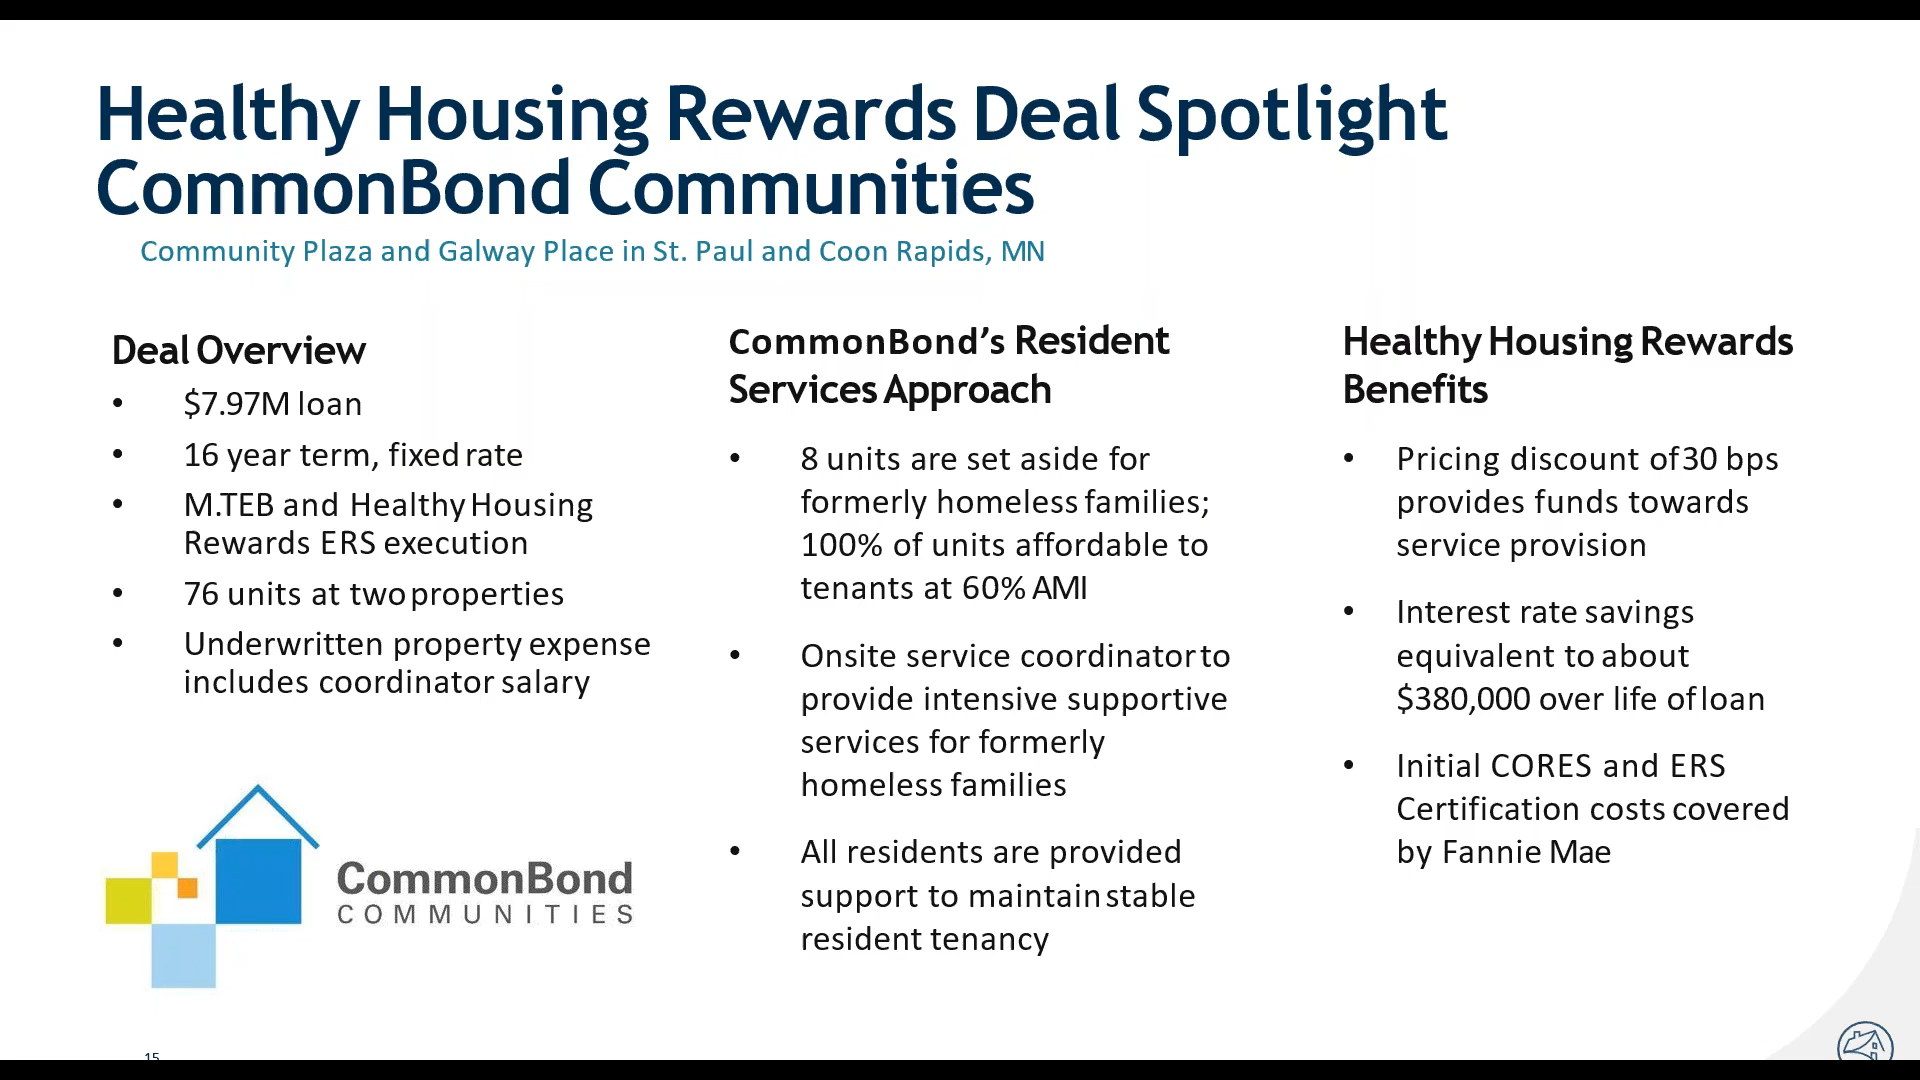 Healthy Housing Rewards Deal Spotlight
CommonBond Communities
Community Plaza and Galway Place in St. Paul and Coon Rapids, MN
Deal Overview
• $7.97M loan
• 16 year term, fixed rate
• M.TEB and Healthy Housing
Rewards ERS execution
• 76 units at two properties
• Underwritten property expense
includes coordinator salary
CommonBond
COMMUNITIES
CommonBond’s Resident
Services Approach
• 8 units are set aside for
formerly homeless families;
100% of units affordable to
tenants at 60% AMI
• Onsite service coordinator to
provide intensive supportive
services for formerly
homeless families
• All residents are provided
support to maintain stable
resident tenancy
Healthy Housing Rewards
Benefits
• Pricing discount of 30 bps
provides funds towards
service provision
• Interest rate savings
equivalent to about
$380,000 over life of loan
• Initial CORES and ERS
Certification costs covered
by Fannie Mae
15